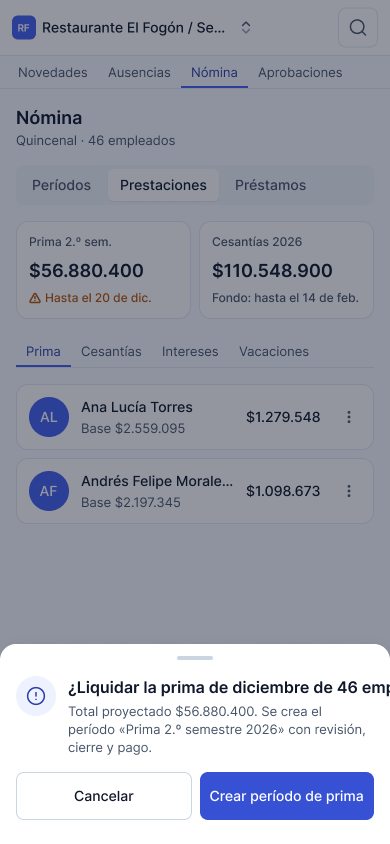 RF Restaurante El Fogón / Se...
Novedades Ausencias Nómina Aprobaciones
Nómina
Quincenal · 46 empleados
Períodos Prestaciones Préstamos
Prima 2.º sem.
$56.880.400
Hasta el 20 de dic.
Cesantías 2026
$110.548.900
Fondo: hasta el 14 de feb.
Prima Cesantías Intereses Vacaciones
AL
Ana Lucía Torres
Base $2.559.095
$1.279.548
AF
Andrés Felipe Morale...
Base $2.197.345
$1.098.673
¿Liquidar la prima de diciembre de 46 emp
Total proyectado $56.880.400. Se crea el
período «Prima 2.º semestre 2026» con revisión,
cierre y pago.
Cancelar Crear período de prima